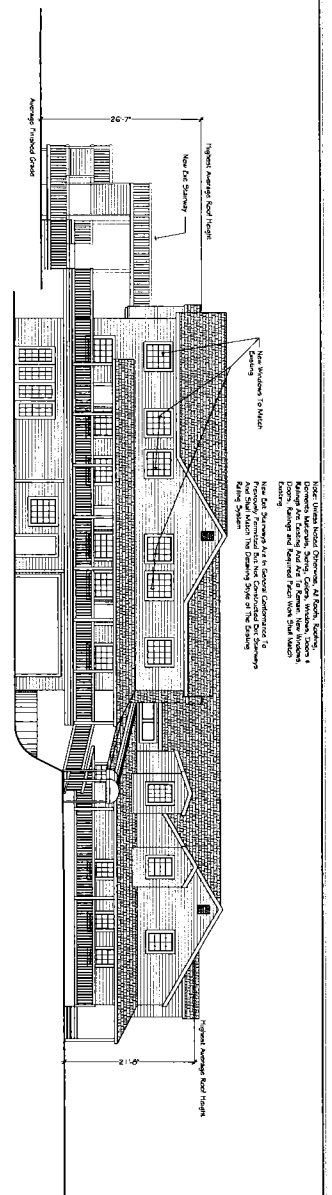 Note: Unless Noted Otherwise, All Roofs, Roofing,
Dormers Materials, Siding, Colors, Windows, Doors &
Railings Are Existing And Are To Remain. New Windows,
Doors, Railings and Required Patch Work Shall Match
Existing
New Exit Stairways Are In General Conformance To
Previously Permitted But Not Constructed Exit Stairways
And Shall Match The Detailing Style Of The Existing
Railing System
New Windows To Match
Existing
Highest Average Roof Height
New Exit Stairway
26'-7"
Average Finished Grade
Highest Average Roof Height
21'-8"